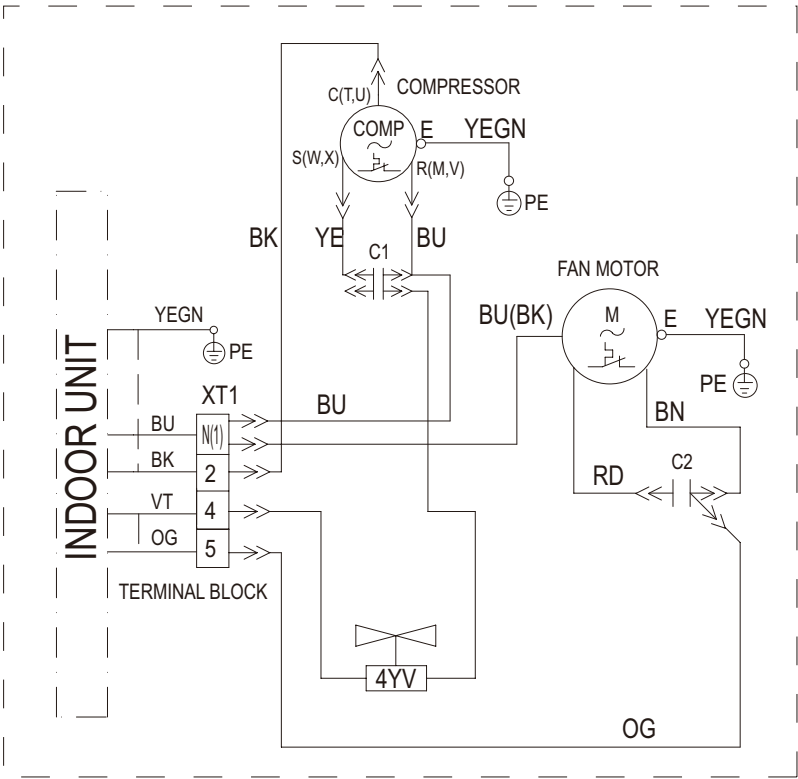 C(T,U)
COMPRESSOR
COMP
E
YEGN
S(W,X)
R(M,V)
PE
BK
YE
C1
BU
FAN MOTOR
BU(BK)
M
E
YEGN
YEGN
PE
PE
INDOOR UNIT
XT1
BU
BN
BU
N(1)
BK
2
C2
RD
VT
4
OG
5
TERMINAL BLOCK
4YV
OG